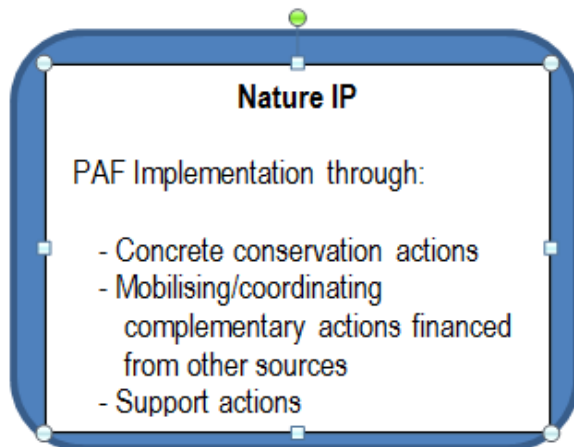 Nature IP
PAF Implementation through:
- Concrete conservation actions
- Mobilising/coordinating
complementary actions financed
from other sources
- Support actions